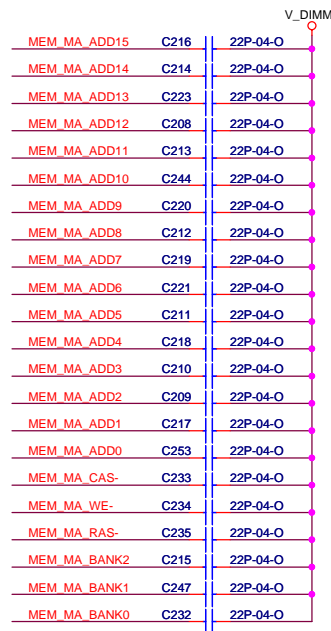 V_DIMM
MEM_MA_ADD15 C216 22P-04-O
MEM_MA_ADD14 C214 22P-04-O
MEM_MA_ADD13 C223 22P-04-O
MEM_MA_ADD12 C208 22P-04-O
MEM_MA_ADD11 C213 22P-04-O
MEM_MA_ADD10 C244 22P-04-O
MEM_MA_ADD9 C220 22P-04-O
MEM_MA_ADD8 C212 22P-04-O
MEM_MA_ADD7 C219 22P-04-O
MEM_MA_ADD6 C221 22P-04-O
MEM_MA_ADD5 C211 22P-04-O
MEM_MA_ADD4 C218 22P-04-O
MEM_MA_ADD3 C210 22P-04-O
MEM_MA_ADD2 C209 22P-04-O
MEM_MA_ADD1 C217 22P-04-O
MEM_MA_ADD0 C253 22P-04-O
MEM_MA_CAS- C233 22P-04-O
MEM_MA_WE- C234 22P-04-O
MEM_MA_RAS- C235 22P-04-O
MEM_MA_BANK2 C215 22P-04-O
MEM_MA_BANK1 C247 22P-04-O
MEM_MA_BANK0 C232 22P-04-O